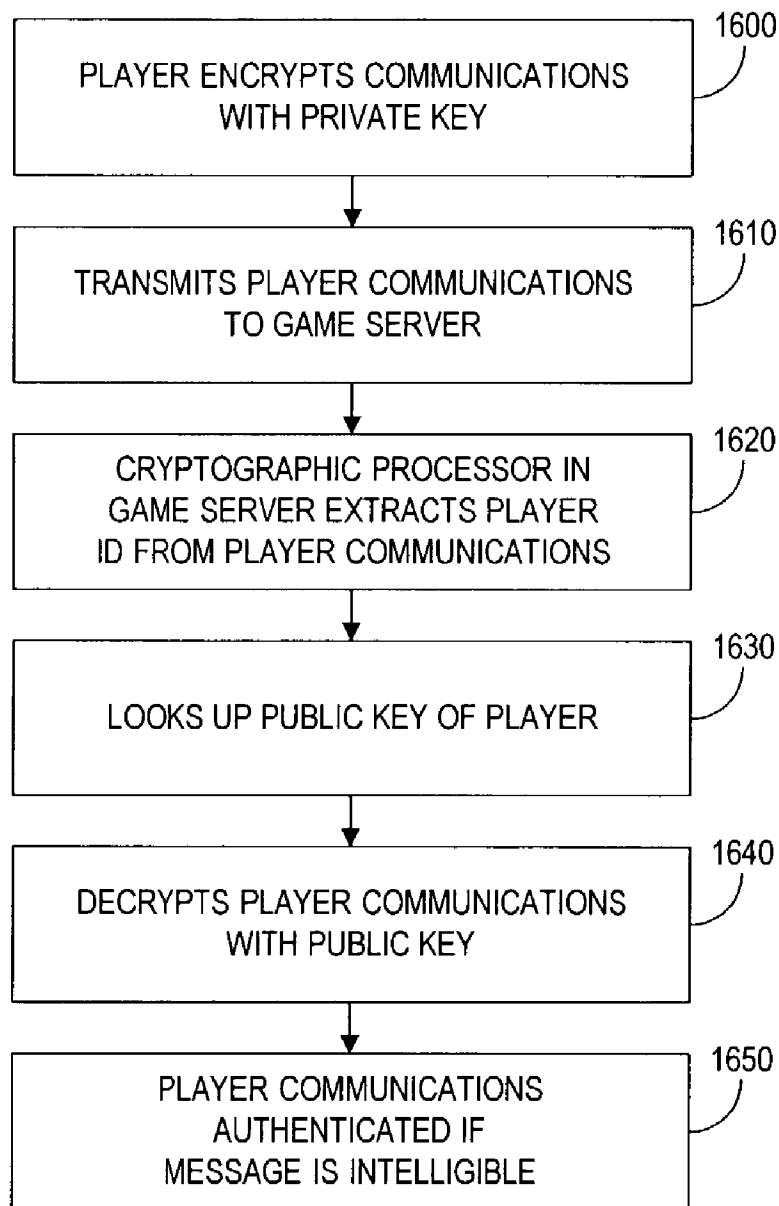 1600
PLAYER ENCRYPTS COMMUNICATIONS
WITH PRIVATE KEY
1610
TRANSMITS PLAYER COMMUNICATIONS
TO GAME SERVER
1620
CRYPTOGRAPHIC PROCESSOR IN
GAME SERVER EXTRACTS PLAYER
ID FROM PLAYER COMMUNICATIONS
1630
LOOKS UP PUBLIC KEY OF PLAYER
1640
DECRYPTS PLAYER COMMUNICATIONS
WITH PUBLIC KEY
1650
PLAYER COMMUNICATIONS
AUTHENTICATED IF
MESSAGE IS INTELLIGIBLE